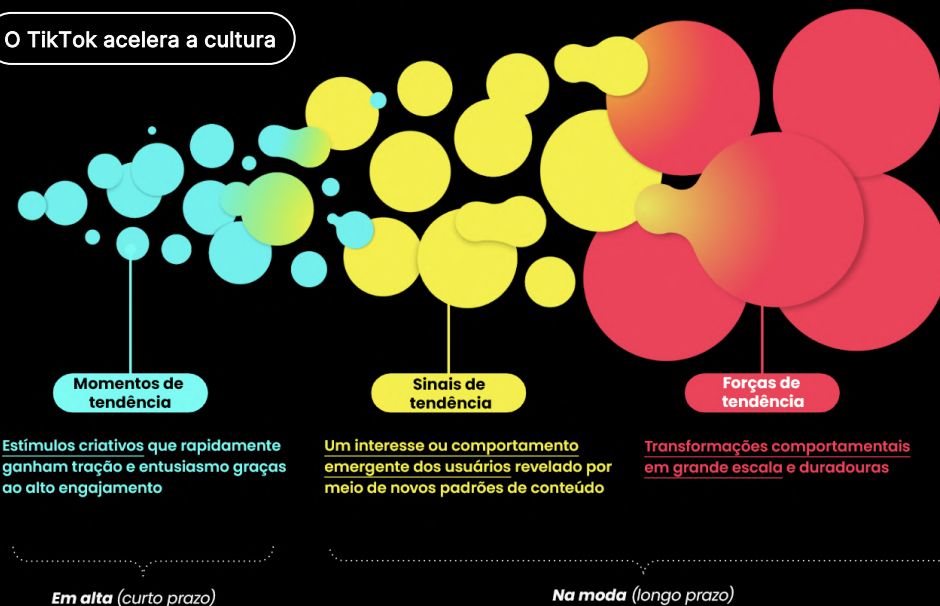 O TikTok acelera a cultura
Momentos de
tendência
Estímulos criativos que rapidamente
ganham tração e entusiasmo graças
ao alto engajamento
Sinais de
tendência
Um interesse ou comportamento
emergente dos usuários revelado por
meio de novos padrões de conteúdo
Forças de
tendência
Transformações comportamentais
em grande escala e duradouras
Em alta (curto prazo)
Na moda (longo prazo)